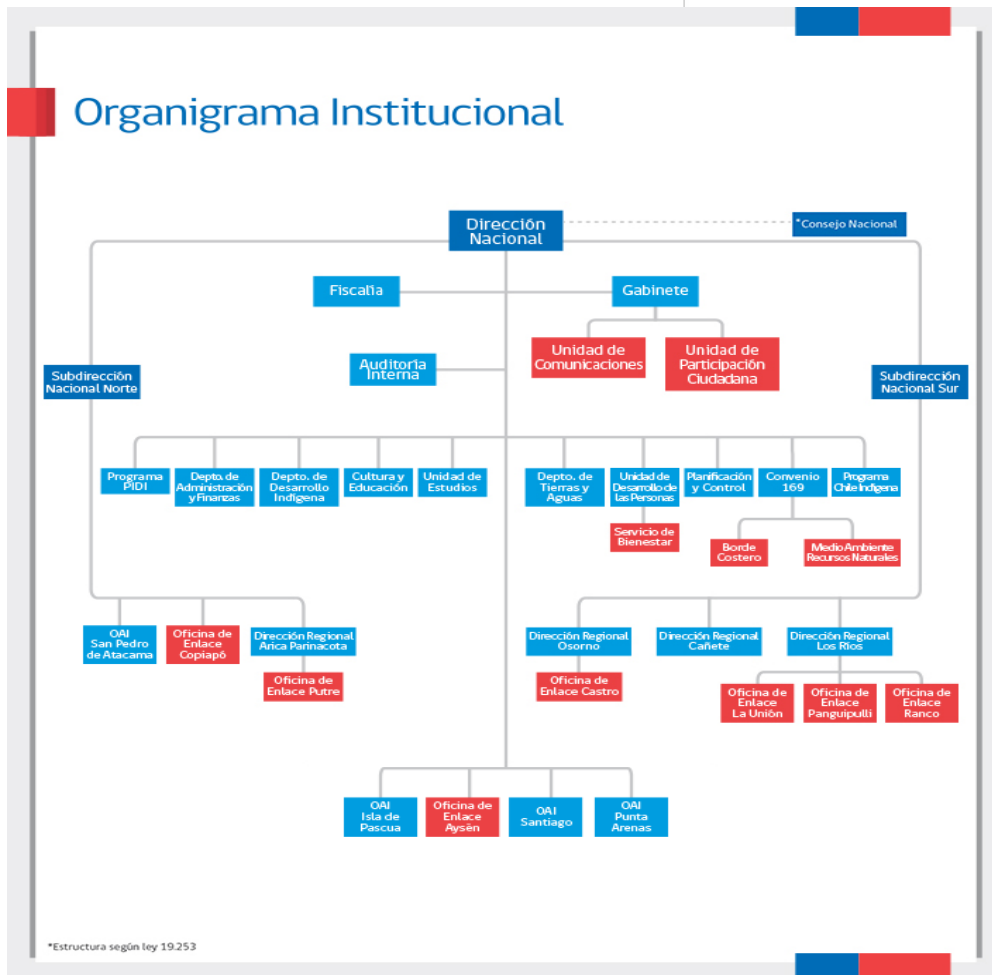 Organigrama Institucional
Dirección
Nacional
*Consejo Nacional
Fiscalía
Gabinete
Unidad de
Comunicaciones
Unidad de
Participación
Ciudadana
Auditoría
Interna
Subdirección
Nacional Norte
Subdirección
Nacional Sur
Programa
PIDI
Depto. de
Administración
y Finanzas
Depto. de
Desarrollo
Indígena
Cultura y
Educación
Unidad de
Estudios
Depto. de
Tierras y
Aguas
Unidad de
Desarrollo de
las Personas
Planificación
y Control
Convenio
169
Programa
Chile Indígena
Servicio de
Bienestar
Borde
Costero
Medio Ambiente
Recursos Naturales
OAI
San Pedro
de Atacama
Oficina de
Enlace
Copiapó
Dirección Regional
Arica Parinacota
Oficina de
Enlace Putre
Dirección Regional
Osorno
Dirección Regional
Cañete
Dirección Regional
Los Ríos
Oficina de
Enlace Castro
Oficina de
Enlace
La Unión
Oficina de
Enlace
Panguipulli
Oficina de
Enlace
Ranco
OAI
Isla de
Pascua
Oficina de
Enlace
Aysèn
OAI
Santiago
OAI
Punta
Arenas
*Estructura según ley 19.253